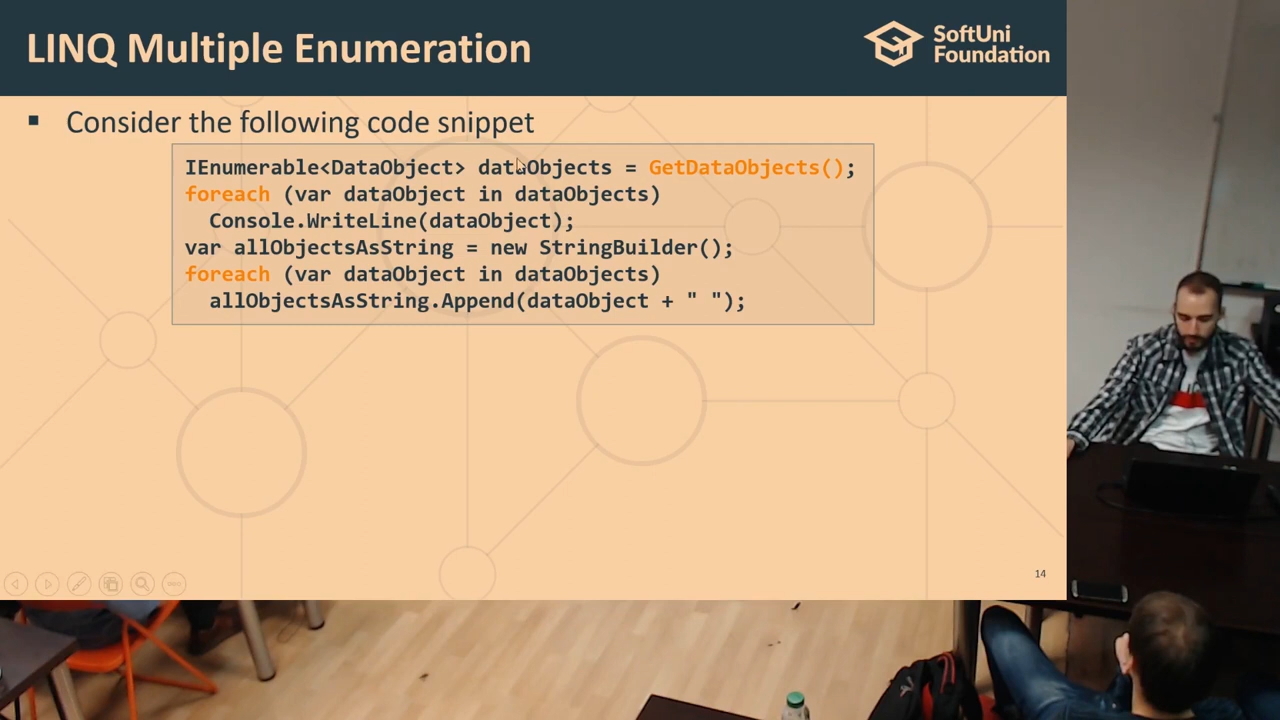 LINQ Multiple Enumeration
SoftUni
Foundation
▪ Consider the following code snippet
IEnumerable<DataObject> dataObjects = GetDataObjects();
foreach (var dataObject in dataObjects)
  Console.WriteLine(dataObject);
var allObjectsAsString = new StringBuilder();
foreach (var dataObject in dataObjects)
  allObjectsAsString.Append(dataObject + " ");
14